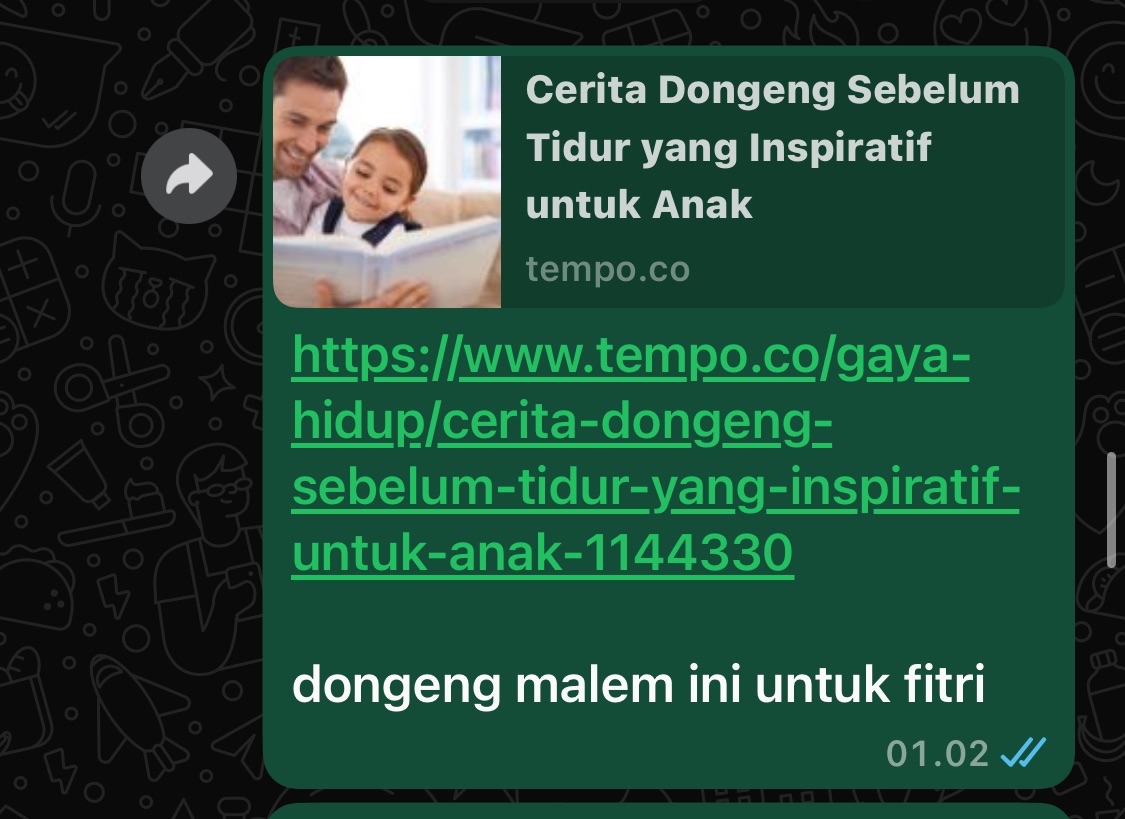 Cerita Dongeng Sebelum
Tidur yang Inspiratif
untuk Anak
tempo.co
https://www.tempo.co/gaya-
hidup/cerita-dongeng-
sebelum-tidur-yang-inspiratif-
untuk-anak-1144330
dongeng malem ini untuk fitri
01.02